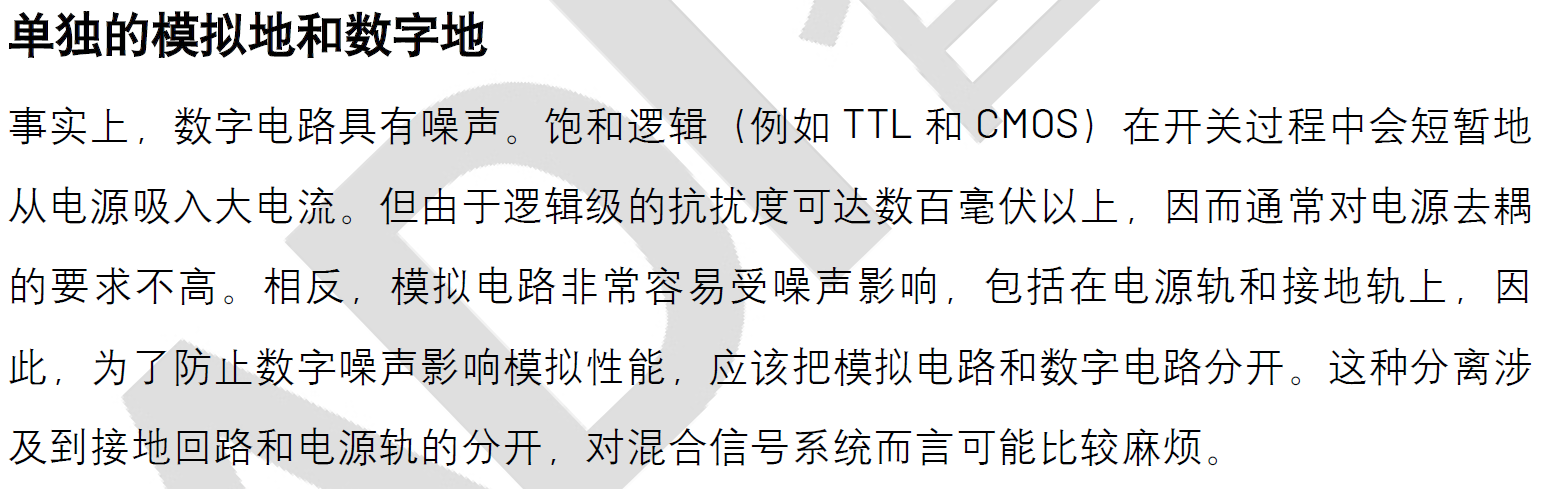 单独的模拟地和数字地
事实上，数字电路具有噪声。饱和逻辑（例如 TTL 和 CMOS）在开关过程中会短暂地
从电源吸入大电流。但由于逻辑级的抗扰度可达数百毫伏以上，因而通常对电源去耦
的要求不高。相反，模拟电路非常容易受噪声影响，包括在电源轨和接地轨上，因
此，为了防止数字噪声影响模拟性能，应该把模拟电路和数字电路分开。这种分离涉
及到接地回路和电源轨的分开，对混合信号系统而言可能比较麻烦。